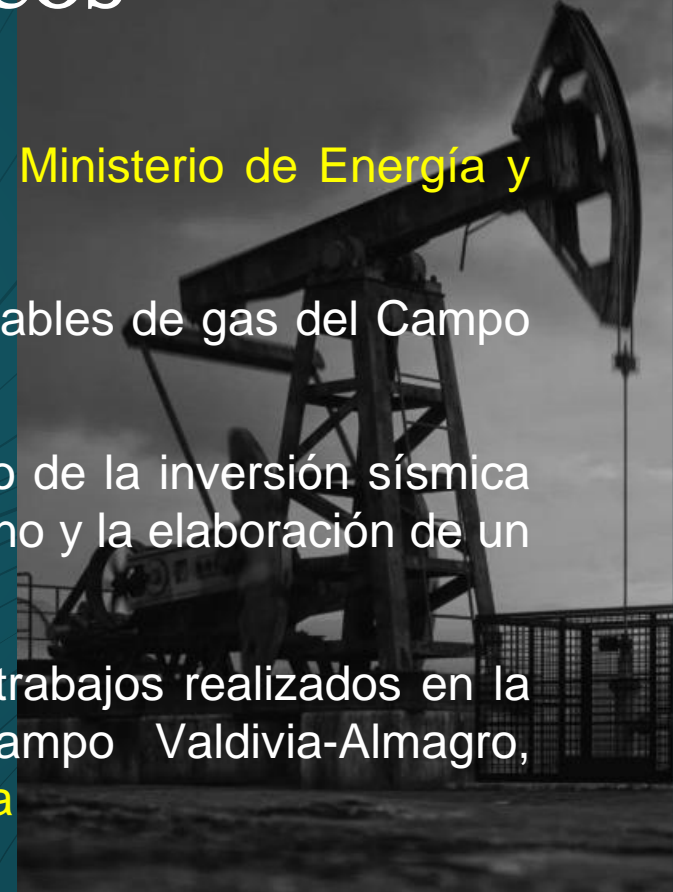 Ministerio de Energía y
ables de gas del Campo
o de la inversión sísmica
no y la elaboración de un
trabajos realizados en la
ampo Valdivia-Almagro,
a